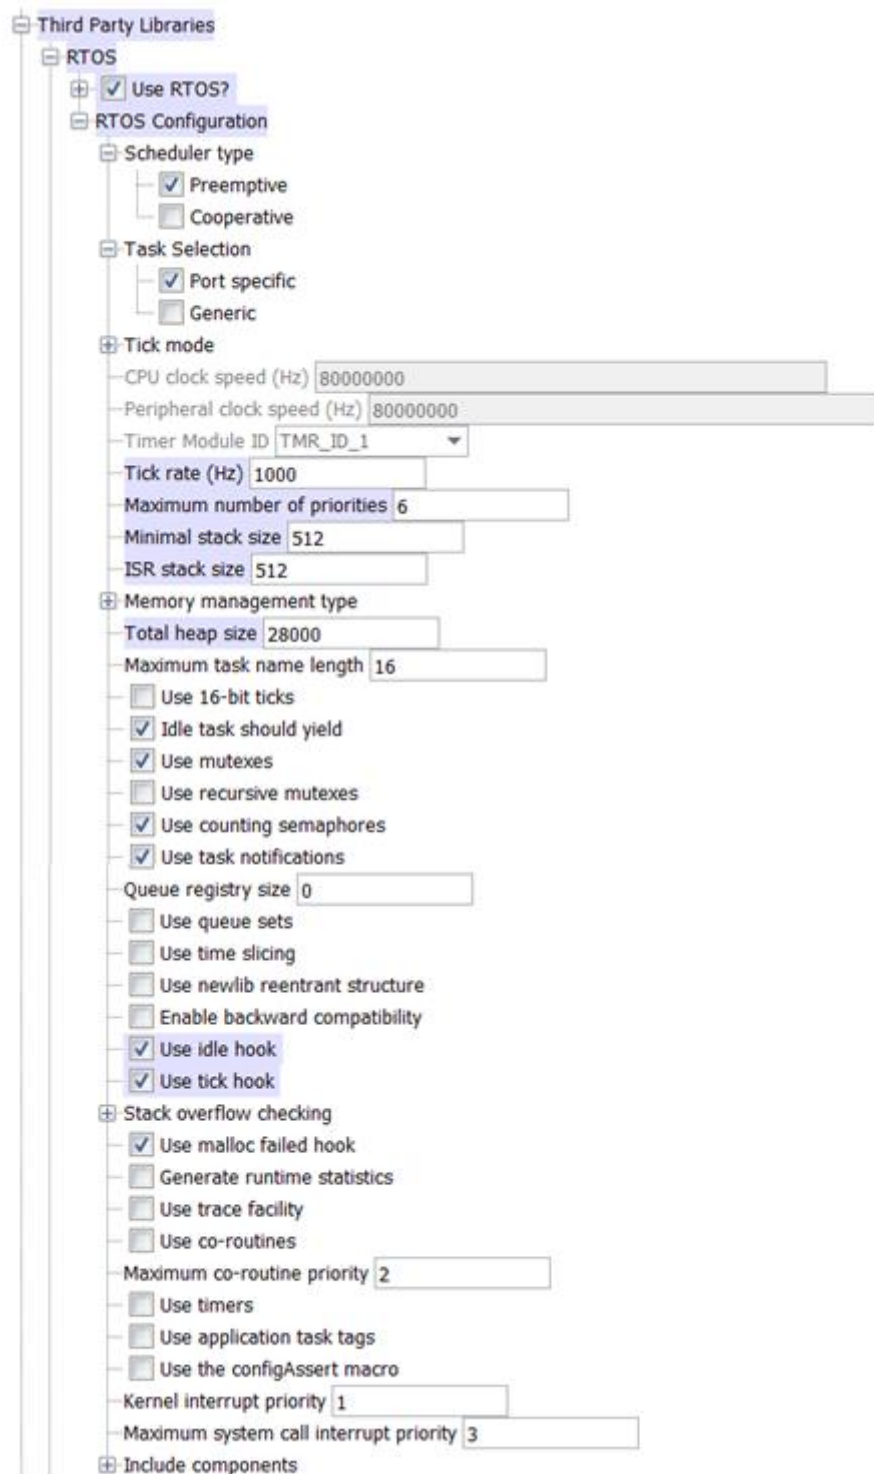 Third Party Libraries
RTOS
Use RTOS?
RTOS Configuration
Scheduler type
Preemptive
Cooperative
Task Selection
Port specific
Generic
Tick mode
CPU clock speed (Hz) 80000000
Peripheral clock speed (Hz) 80000000
Timer Module ID TMR_ID_1
Tick rate (Hz) 1000
Maximum number of priorities 6
Minimal stack size 512
ISR stack size 512
Memory management type
Total heap size 28000
Maximum task name length 16
Use 16-bit ticks
Idle task should yield
Use mutexes
Use recursive mutexes
Use counting semaphores
Use task notifications
Queue registry size 0
Use queue sets
Use time slicing
Use newlib reentrant structure
Enable backward compatibility
Use idle hook
Use tick hook
Stack overflow checking
Use malloc failed hook
Generate runtime statistics
Use trace facility
Use co-routines
Maximum co-routine priority 2
Use timers
Use application task tags
Use the configAssert macro
Kernel interrupt priority 1
Maximum system call interrupt priority 3
Include components